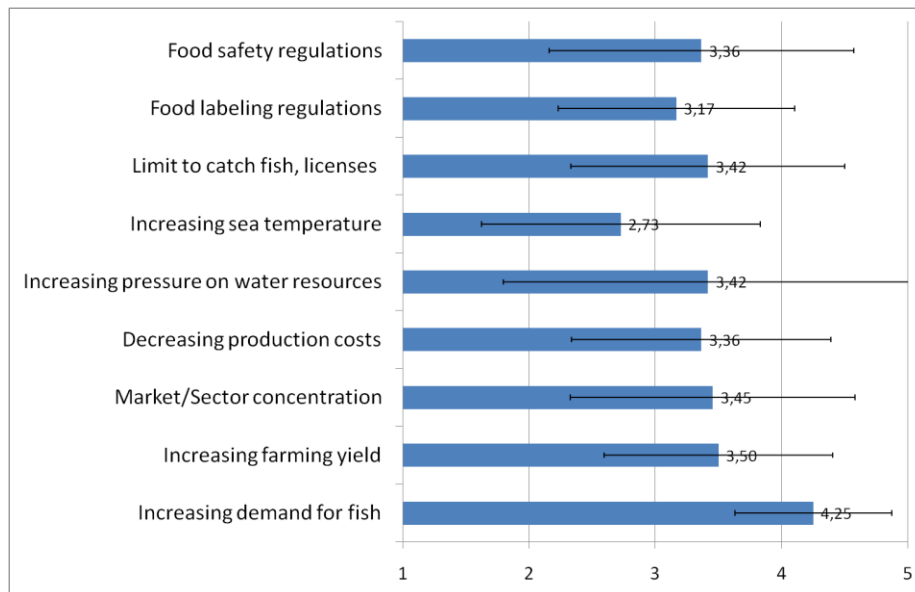 Food safety regulations 3,36
Food labeling regulations 3,17
Limit to catch fish, licenses 3,42
Increasing sea temperature 2,73
Increasing pressure on water resources 3,42
Decreasing production costs 3,36
Market/Sector concentration 3,45
Increasing farming yield 3,50
Increasing demand for fish 4,25
1 2 3 4 5